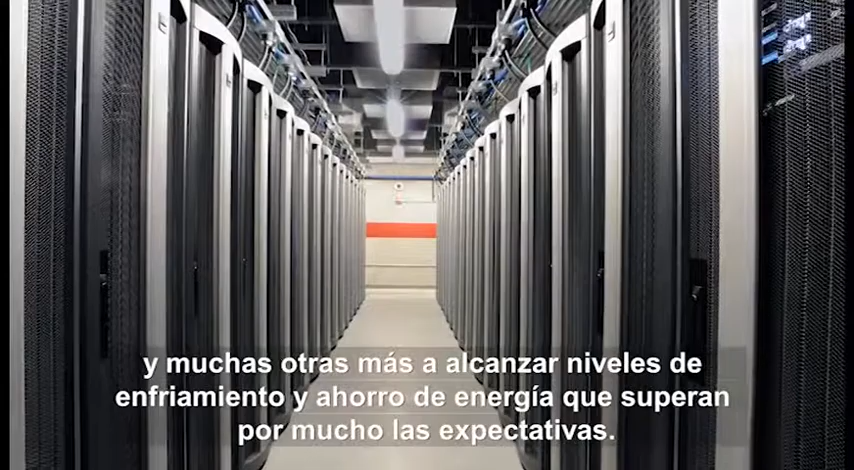 y muchas otras más a alcanzar niveles de
enfriamiento y ahorro de energía que superan
por mucho las expectativas.